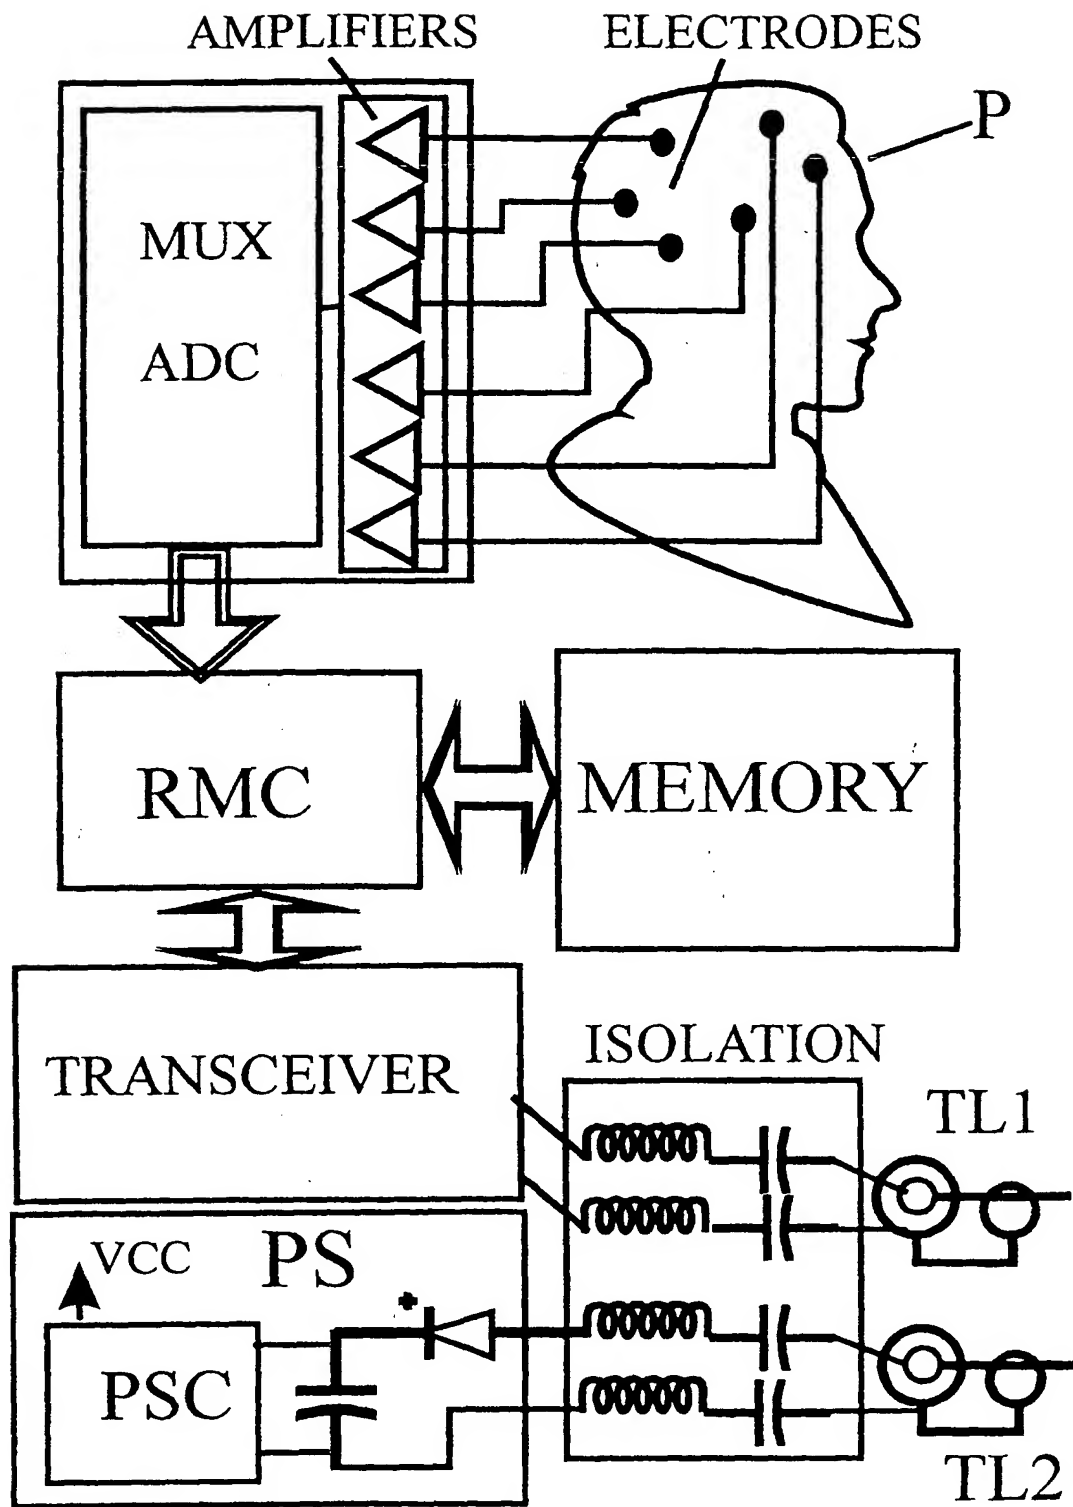 AMPLIFIERS
ELECTRODES
P
MUX
ADC
RMC
MEMORY
TRANSCEIVER
ISOLATION
TL1
VCC
PS
+
PSC
TL2